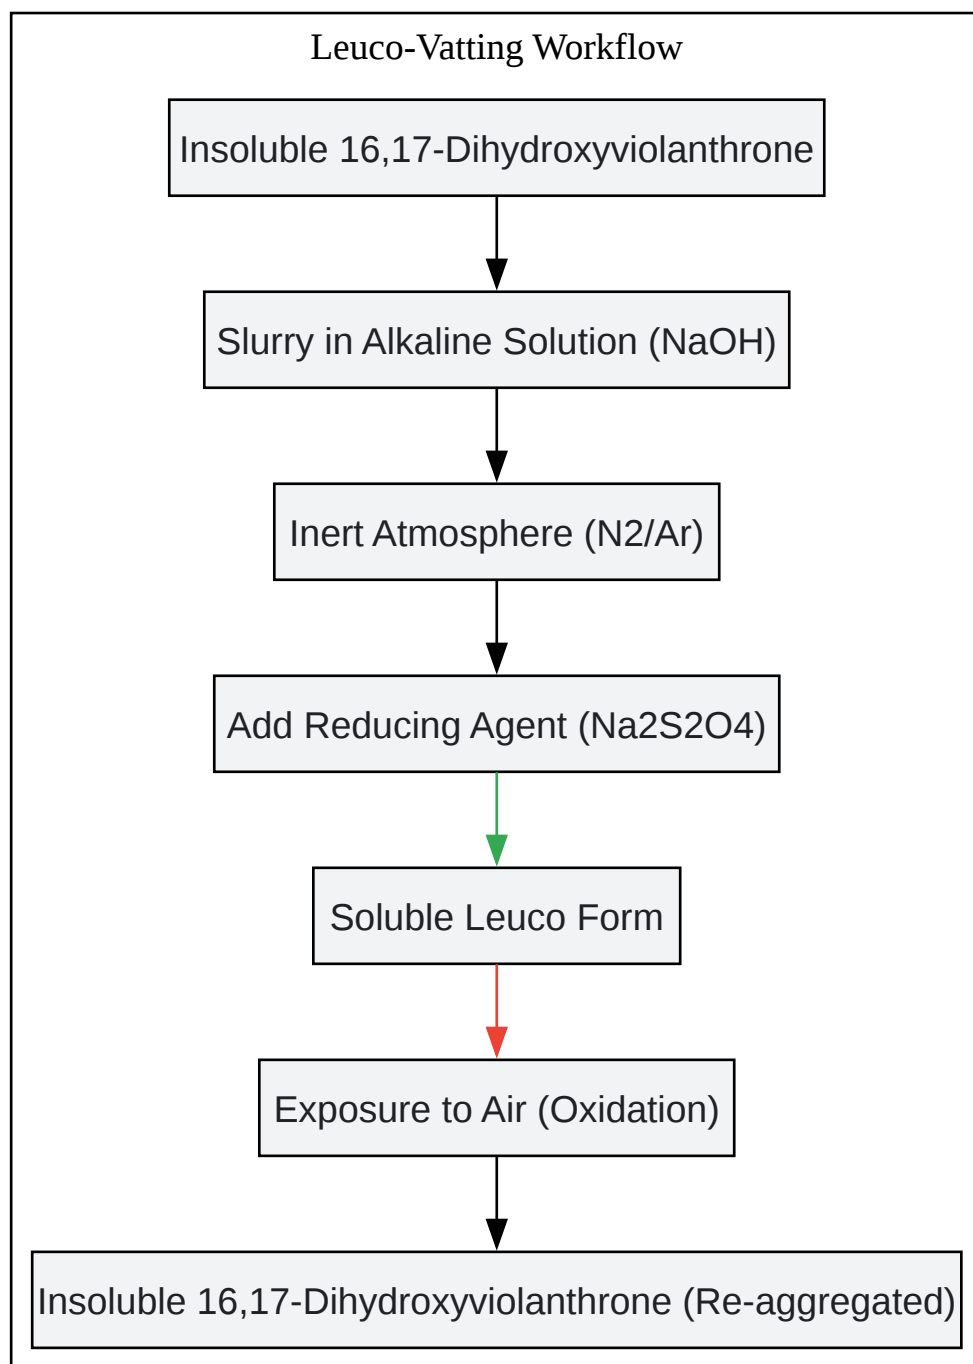 Leuco-Vatting Workflow
Insoluble 16,17-Dihydroxyviolanthrone
Slurry in Alkaline Solution (NaOH)
Inert Atmosphere (N2/Ar)
Add Reducing Agent (Na2S2O4)
Soluble Leuco Form
Exposure to Air (Oxidation)
Insoluble 16,17-Dihydroxyviolanthrone (Re-aggregated)